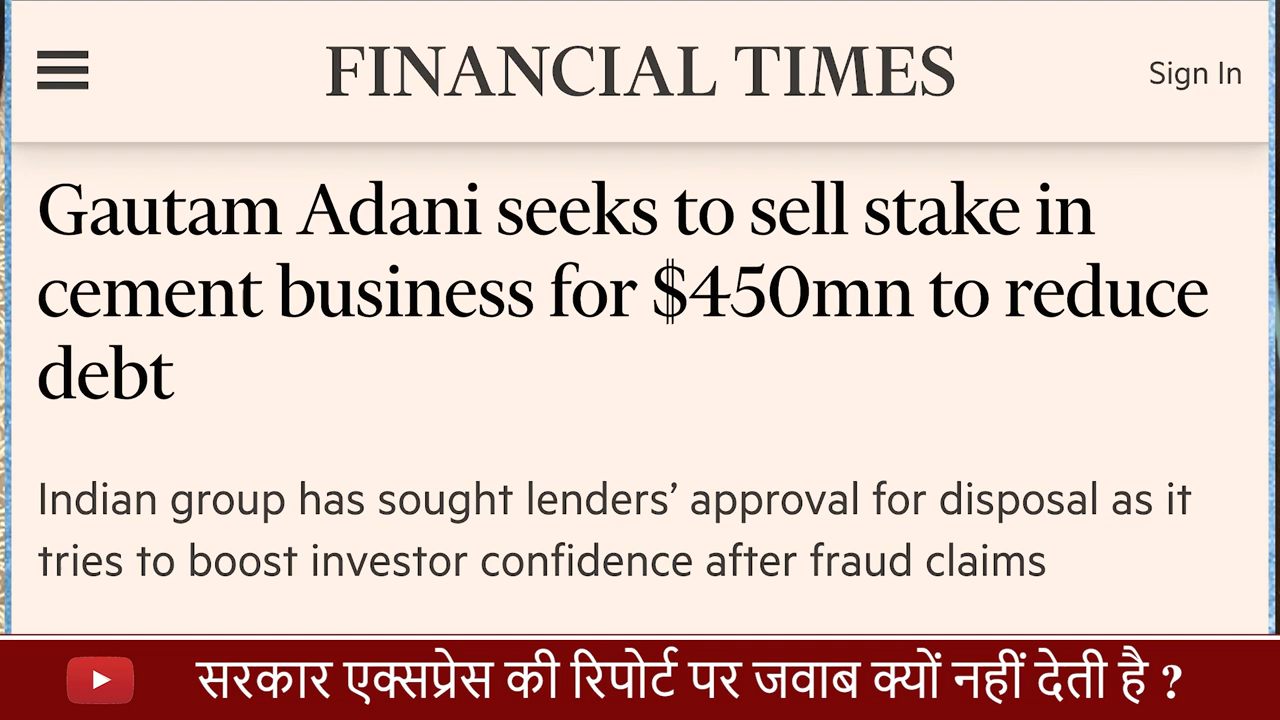 FINANCIAL TIMES
Sign In
Gautam Adani seeks to sell stake in
cement business for $450mn to reduce
debt
Indian group has sought lenders’ approval for disposal as it
tries to boost investor confidence after fraud claims
सरकार एक्सप्रेस की रिपोर्ट पर जवाब क्यों नहीं देती है ?